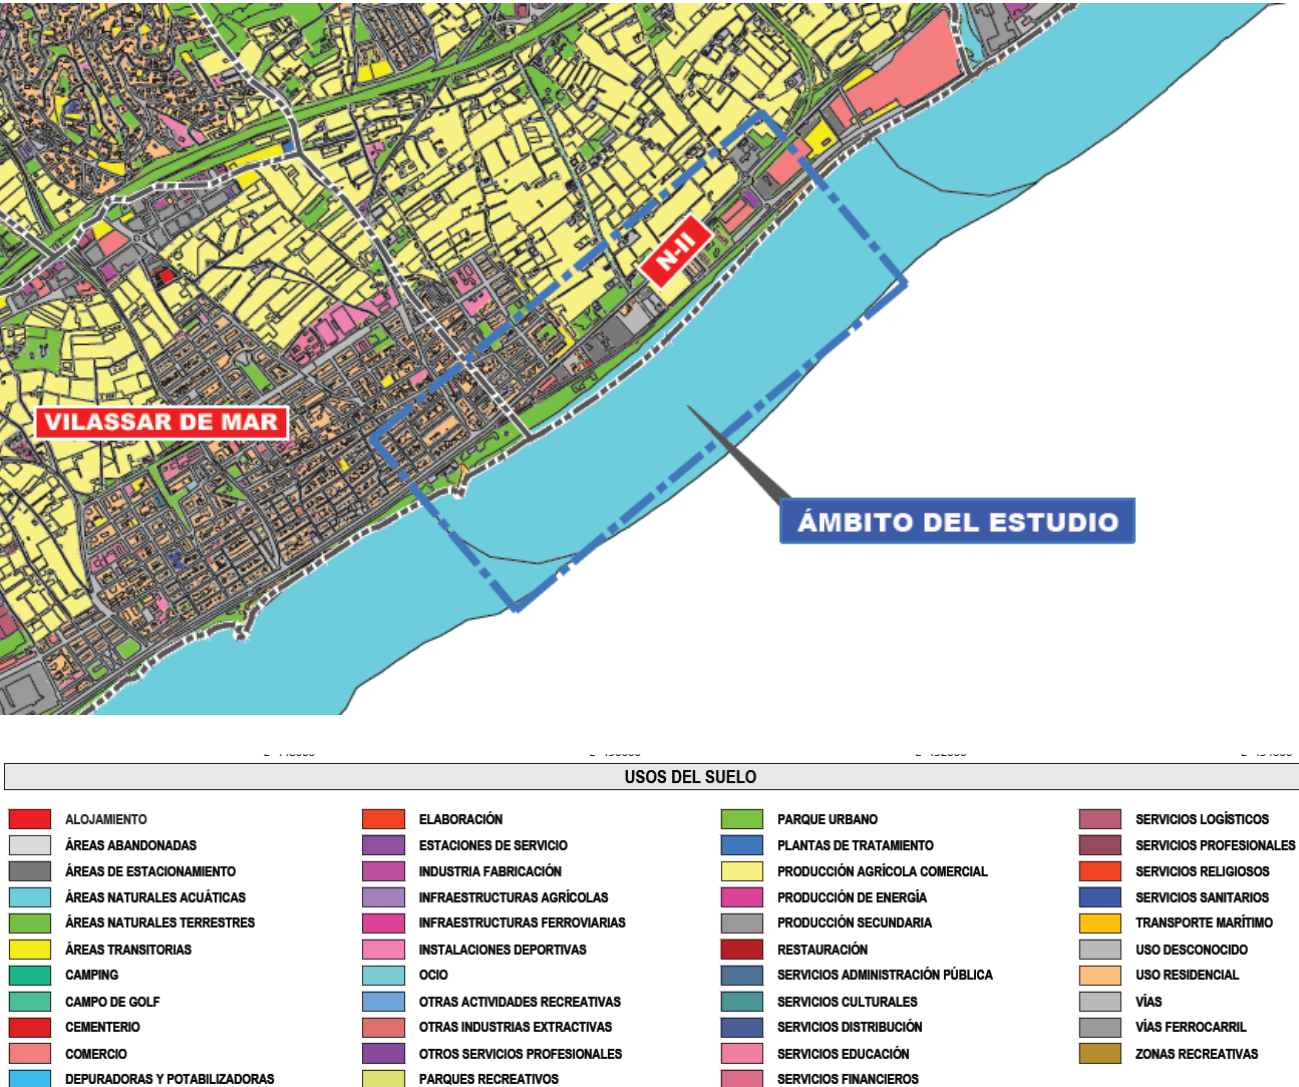 N-II
VILASSAR DE MAR
ÁMBITO DEL ESTUDIO
USOS DEL SUELO
ALOJAMIENTO
ÁREAS ABANDONADAS
ÁREAS DE ESTACIONAMIENTO
ÁREAS NATURALES ACUÁTICAS
ÁREAS NATURALES TERRESTRES
ÁREAS TRANSITORIAS
CAMPING
CAMPO DE GOLF
CEMENTERIO
COMERCIO
DEPURADORAS Y POTABILIZADORAS
ELABORACIÓN
ESTACIONES DE SERVICIO
INDUSTRIA FABRICACIÓN
INFRAESTRUCTURAS AGRÍCOLAS
INFRAESTRUCTURAS FERROVIARIAS
INSTALACIONES DEPORTIVAS
OCIO
OTRAS ACTIVIDADES RECREATIVAS
OTRAS INDUSTRIAS EXTRACTIVAS
OTROS SERVICIOS PROFESIONALES
PARQUES RECREATIVOS
PARQUE URBANO
PLANTAS DE TRATAMIENTO
PRODUCCIÓN AGRÍCOLA COMERCIAL
PRODUCCIÓN DE ENERGÍA
PRODUCCIÓN SECUNDARIA
RESTAURACIÓN
SERVICIOS ADMINISTRACIÓN PÚBLICA
SERVICIOS CULTURALES
SERVICIOS DISTRIBUCIÓN
SERVICIOS EDUCACIÓN
SERVICIOS FINANCIEROS
SERVICIOS LOGÍSTICOS
SERVICIOS PROFESIONALES
SERVICIOS RELIGIOSOS
SERVICIOS SANITARIOS
TRANSPORTE MARÍTIMO
USO DESCONOCIDO
USO RESIDENCIAL
VÍAS
VÍAS FERROCARRIL
ZONAS RECREATIVAS